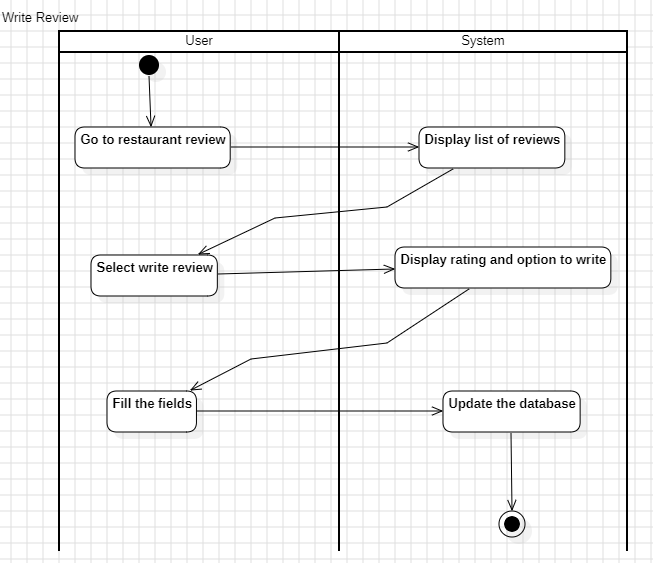 Write Review
User
System
Go to restaurant review
Display list of reviews
Select write review
Display rating and option to write
Fill the fields
Update the database